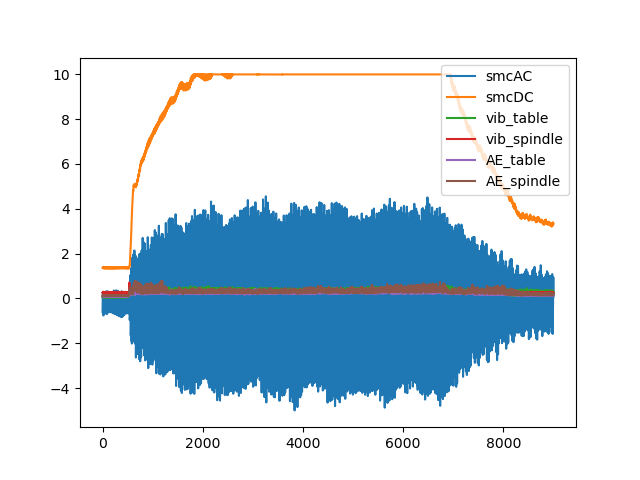 10
8
6
4
2
0
−2
−4
0
2000
4000
6000
8000
smcAC
smcDC
vib_table
vib_spindle
AE_table
AE_spindle